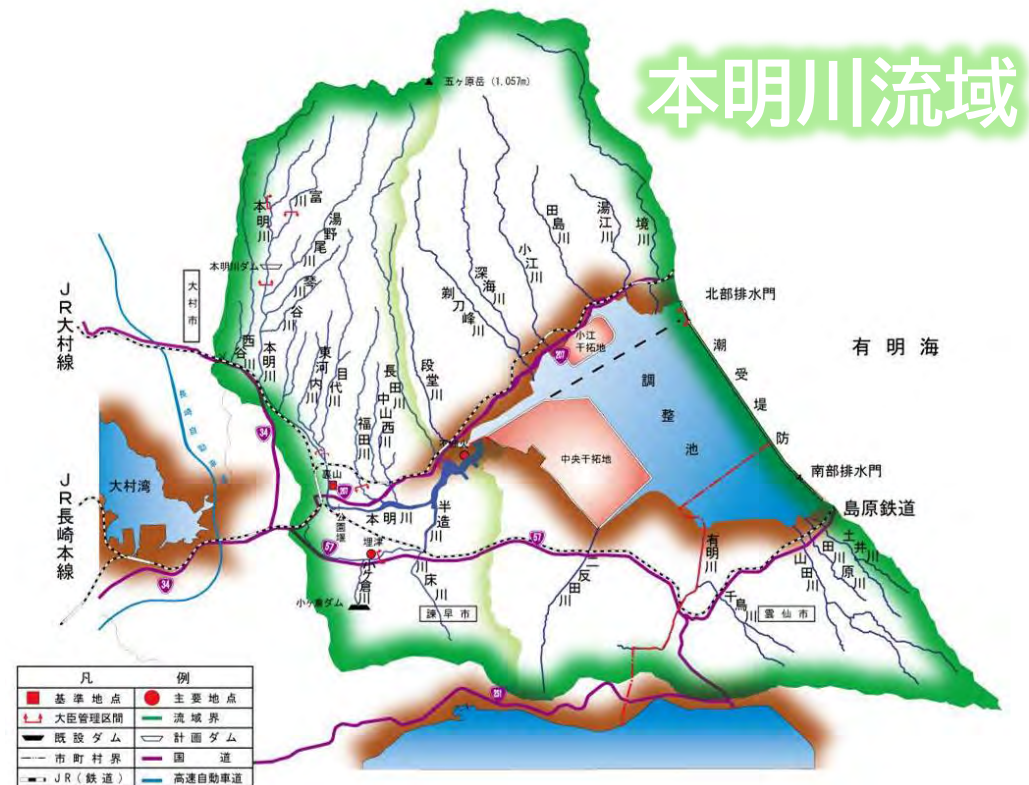 本明川流域
五ヶ原岳 (1,057m)
本明川
富川
湯野尾川
琴川
谷川
本明川ダム
大村市
JR大村線
西谷川
本明川
東河内川
目代川
福田川
中山西川
長田川
段堂川
剃刀峰川
深海川
小江川
田島川
湯江川
境川
北部排水門
有明海
潮受堤防
小江
干拓地
207
調整池
中央干拓地
南部排水門
島原鉄道
34
大村湾
JR長崎本線
裏山
207
公園堰
本明川
半造川
埋津
57
57
小ケ倉川
川床川
小ヶ倉ダム
諫早市
34
二反田川
有明川
千鳥川
雲仙市
山田川
田川原川
土井川
251
凡例
基準地点
主要地点
大臣管理区間
流域界
既設ダム
計画ダム
市町村界
国道
JR(鉄道)
高速自動車道